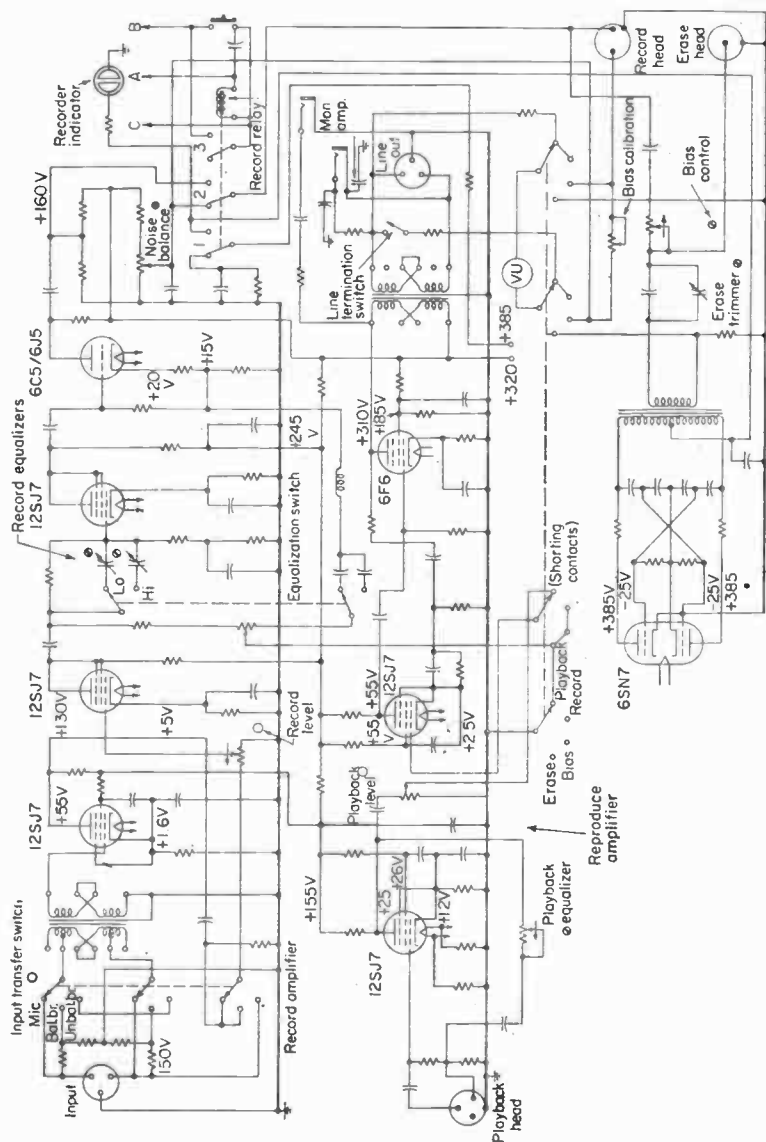 Input transfer switch
Mic
Bal.br.
Unbal.br.
150V
Input
Record amplifier
12SJ7
+55V
+1.6V
12SJ7
+130V
+5V
Record
level
Record equalizers
Lo
Hi
Equalization switch
12SJ7
+245
V
6C5/6J5
+20
V
+15V
+160V
Noise
balance
1
2
3
Record relay
Recorder
indicator
C
A
B
Playback
head
12SJ7
+155V
+25
+26V
+12V
Playback
equalizer
Playback
level
Reproduce
amplifier
+55
V
+55V
12SJ7
+25V
Erase
Bias
Playback
Record
(Shorting
contacts)
6F6
+310V
+185V
+320
+385
Line
termination
switch
Line
out
Mon
amp.
VU
Bias calibration
Record
head
Erase
head
Bias
control
Erase
trimmer
6SN7
+385V
-25V
-25V
+385